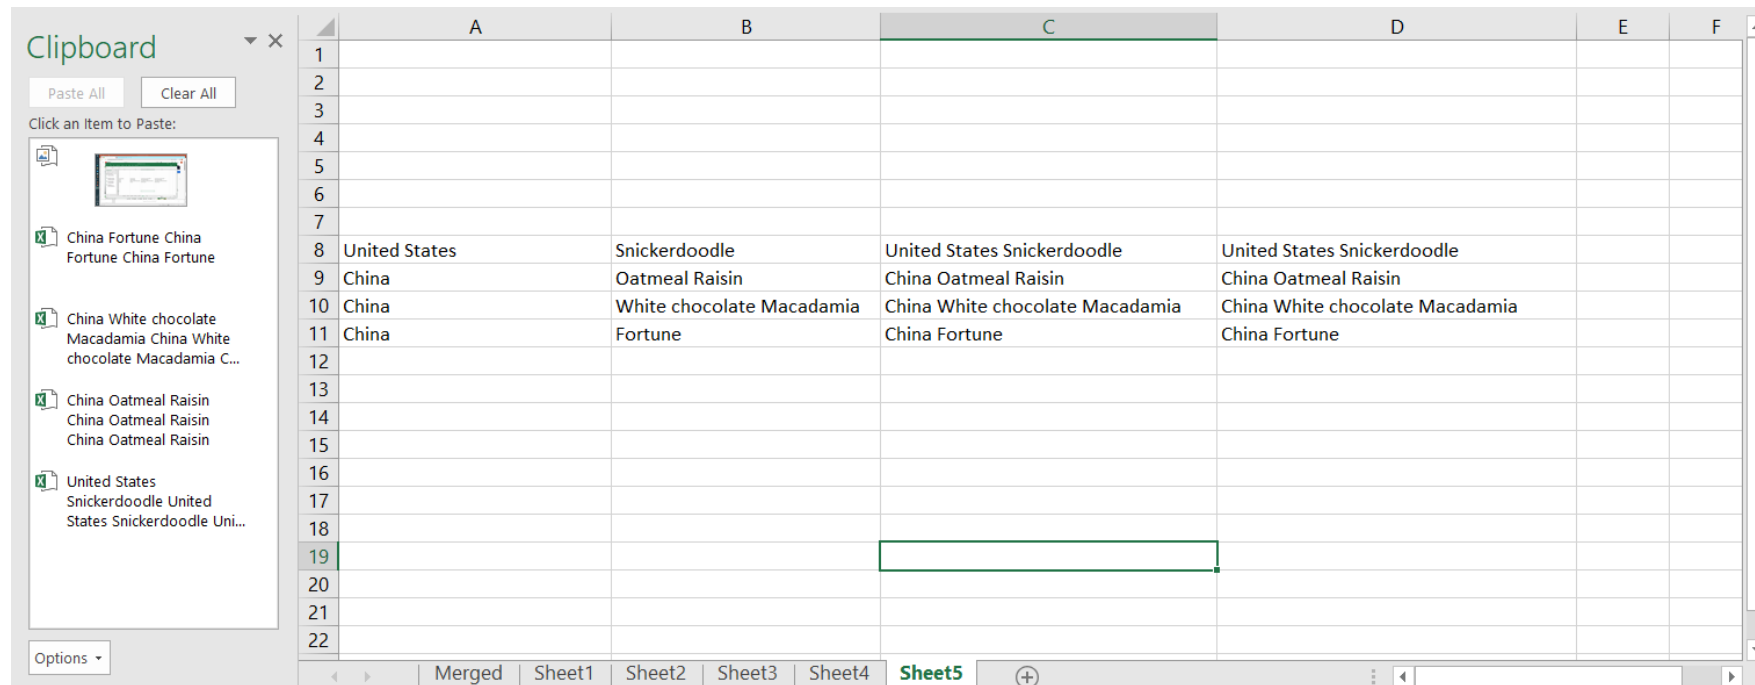 Clipboard
Paste All Clear All
Click an Item to Paste:
China Fortune China
Fortune China Fortune
China White chocolate
Macadamia China White
chocolate Macadamia C...
China Oatmeal Raisin
China Oatmeal Raisin
China Oatmeal Raisin
United States
Snickerdoodle United
States Snickerdoodle Uni...
Options
A B C D E F
1
2
3
4
5
6
7
8 United States Snickerdoodle United States Snickerdoodle United States Snickerdoodle
9 China Oatmeal Raisin China Oatmeal Raisin China Oatmeal Raisin
10 China White chocolate Macadamia China White chocolate Macadamia China White chocolate Macadamia
11 China Fortune China Fortune China Fortune
12
13
14
15
16
17
18
19
20
21
22
Merged Sheet1 Sheet2 Sheet3 Sheet4 Sheet5